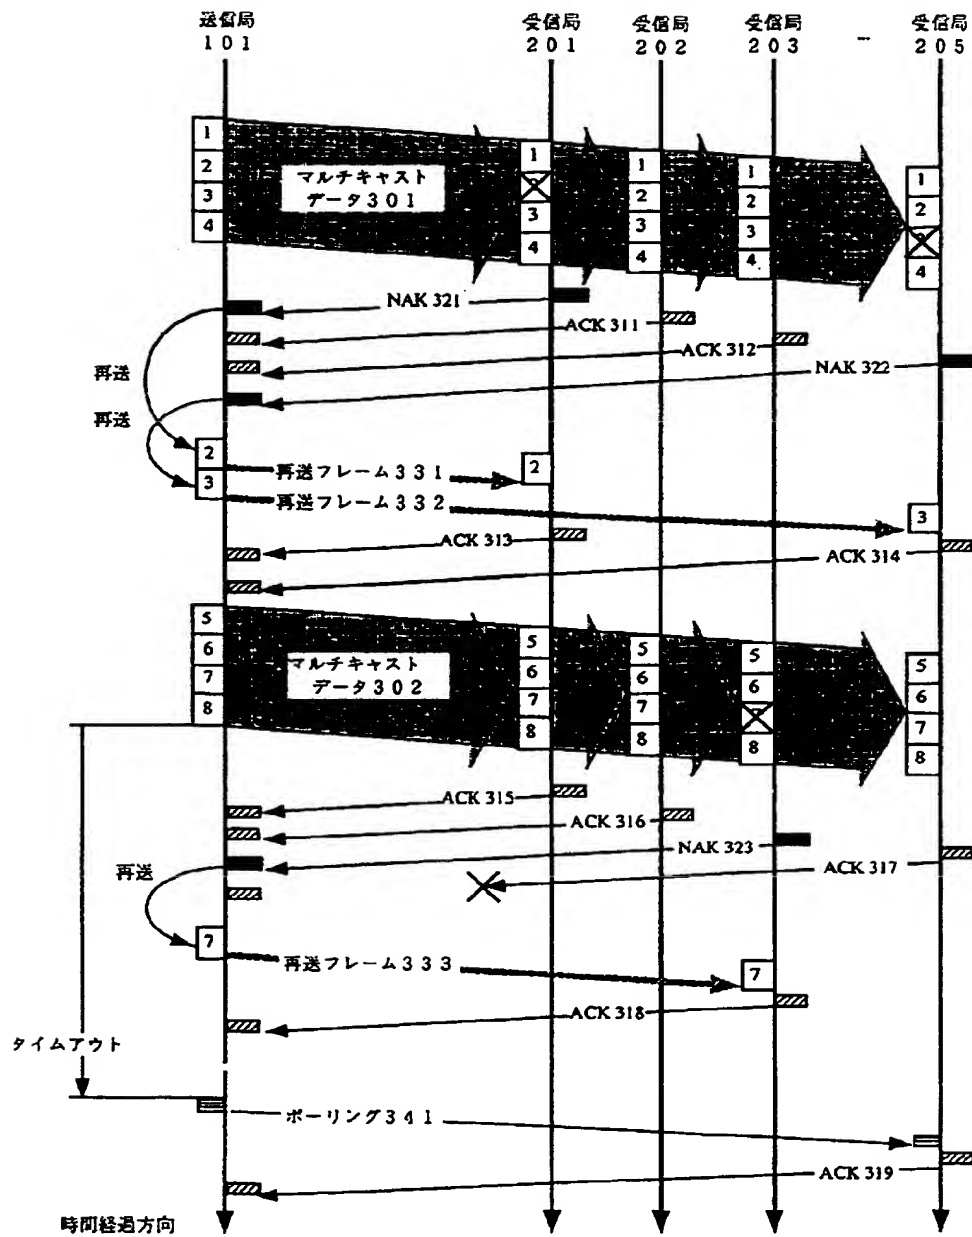 送信局
101
受信局
201
受信局
202
受信局
203
–
受信局
205
1
2
3
4
マルチキャスト
データ301
1
3
4
1
2
3
4
1
2
3
4
1
2
4
NAK 321
ACK 311
ACK 312
NAK 322
再送
再送
2
3
再送フレーム331
2
再送フレーム332
3
ACK 313
ACK 314
5
6
7
8
マルチキャスト
データ302
5
6
7
8
5
6
7
8
5
6
8
5
6
7
8
ACK 315
ACK 316
NAK 323
ACK 317
再送
7
再送フレーム333
7
ACK 318
タイムアウト
ポーリング341
ACK 319
時間経過方向